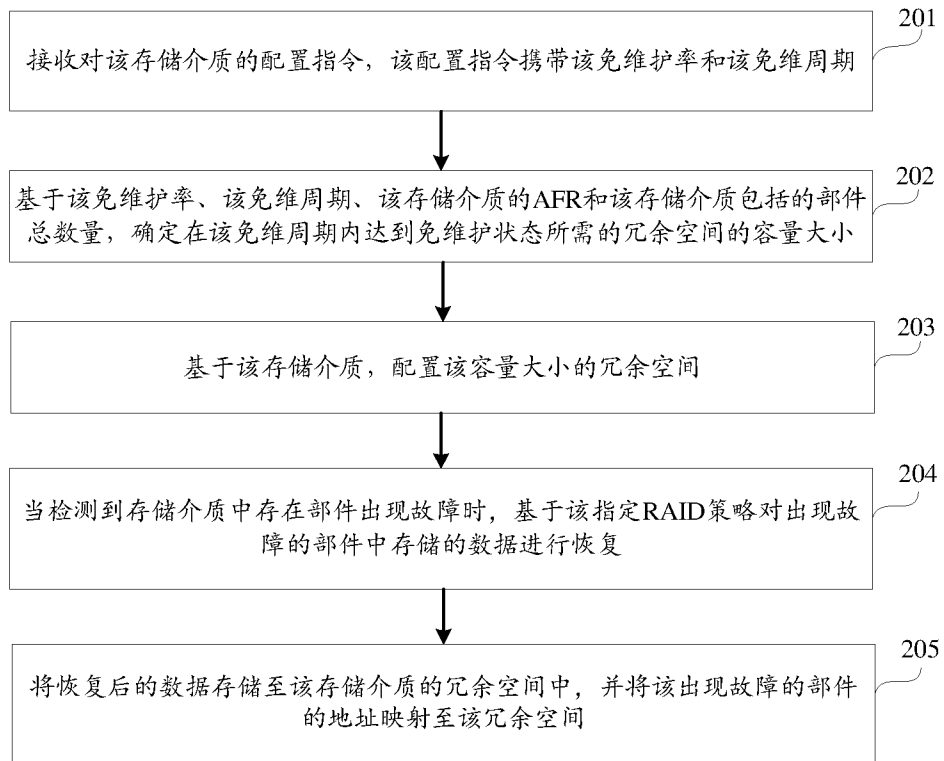 201
接收对该存储介质的配置指令，该配置指令携带该免维护率和该免维周期
202
基于该免维护率、该免维周期、该存储介质的AFR和该存储介质包括的部件
总数量，确定在该免维周期内达到免维护状态所需的冗余空间的容量大小
203
基于该存储介质，配置该容量大小的冗余空间
204
当检测到存储介质中存在部件出现故障时，基于该指定RAID策略对出现故
障的部件中存储的数据进行恢复
205
将恢复后的数据存储至该存储介质的冗余空间中，并将该出现故障的部件
的地址映射至该冗余空间